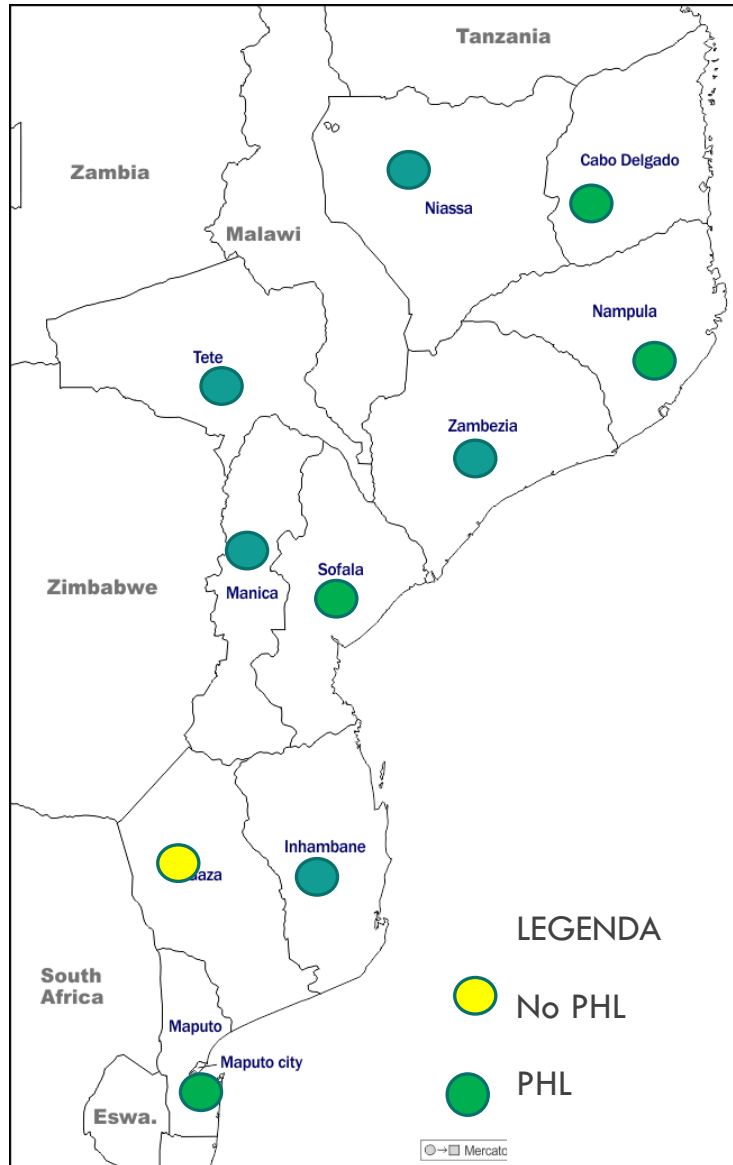 Tanzania
Cabo Delgado
Zambia
Niassa
Malawi
Nampula
Tete
Zambezia
Sofala
Zimbabwe
Manica
Inhambane
LEGENDA
South
Africa
No PHL
Maputo
Maputo city
PHL
Eswa.